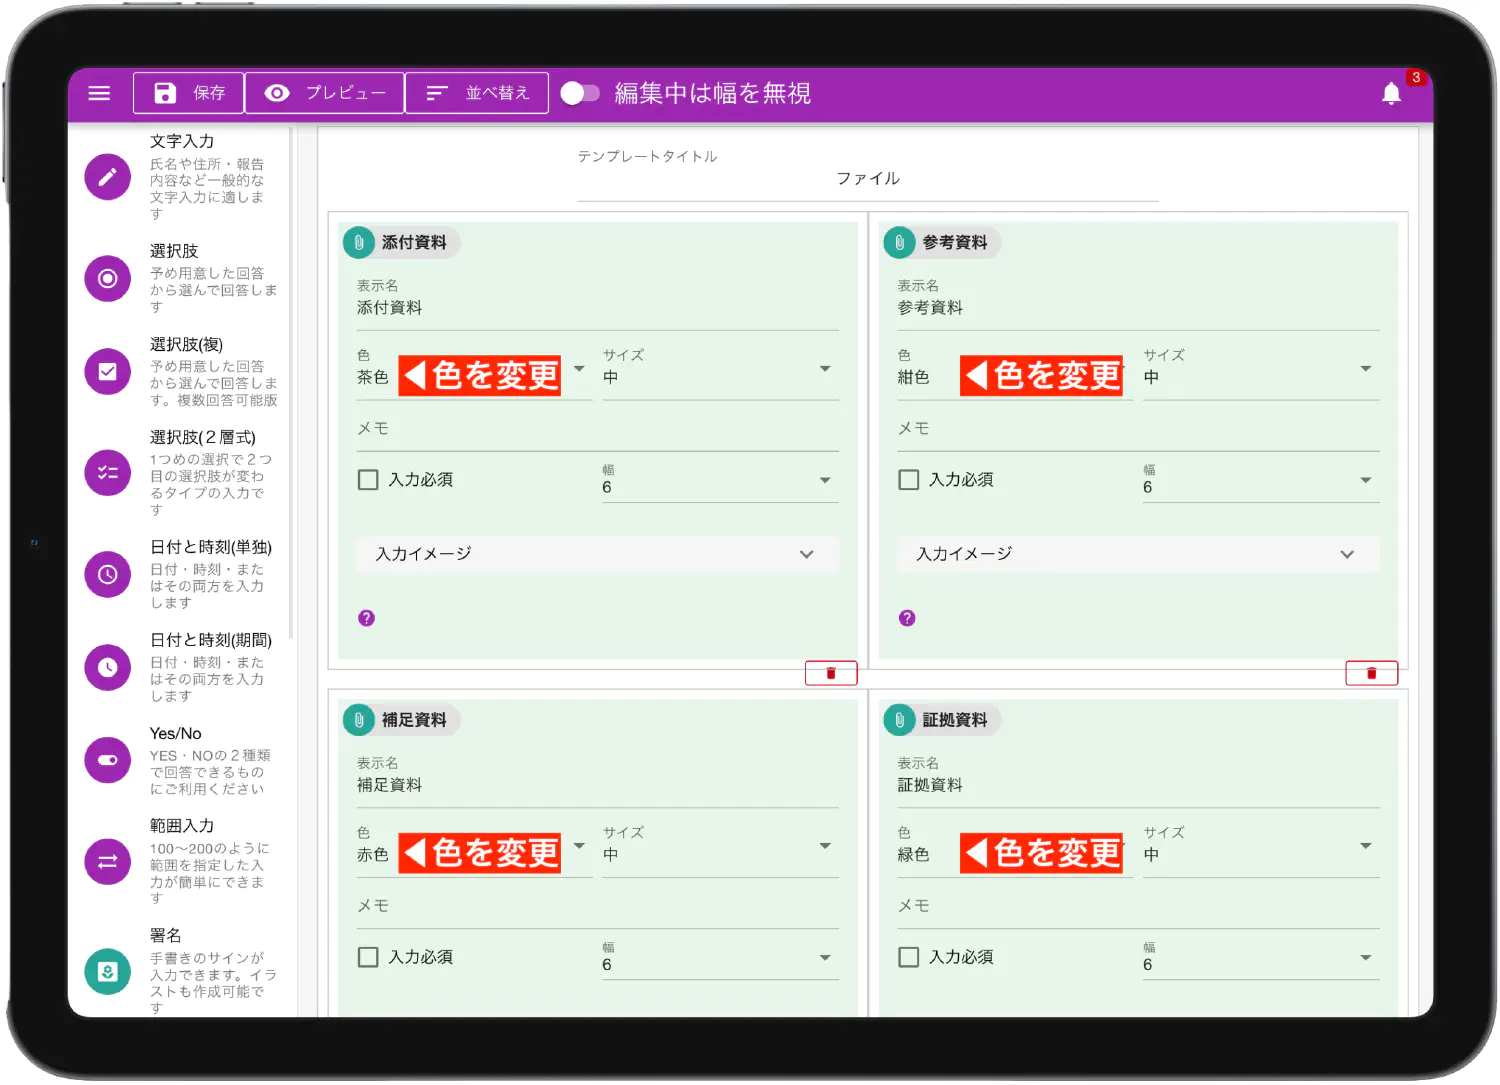 保存
プレビュー
並べ替え
編集中は幅を無視
3
文字入力
氏名や住所・報告
内容など一般的な
文字入力に適しま
す
選択肢
予め用意した回答
から選んで回答しま
す
選択肢(複)
予め用意した回答
から選んで回答しま
す。複数回答可能版
選択肢(２層式)
1つめの選択で２つ
目の選択肢が変わ
るタイプの入力で
す
日付と時刻(単独)
日付・時刻・また
はその両方を入力
します
日付と時刻(期間)
日付・時刻・また
はその両方を入力
します
Yes/No
YES・NOの２種類
で回答できるもの
にご利用ください
範囲入力
100〜200のように
範囲を指定した入
力が簡単にできま
す
署名
手書きのサインが
入力できます。イラ
ストも作成可能で
す
テンプレートタイトル
ファイル
添付資料
表示名
添付資料
色
茶色
◀色を変更
サイズ
中
メモ
入力必須
幅
6
入力イメージ
?
参考資料
表示名
参考資料
色
紺色
◀色を変更
サイズ
中
メモ
入力必須
幅
6
入力イメージ
?
補足資料
表示名
補足資料
色
赤色
◀色を変更
サイズ
中
メモ
入力必須
幅
6
証拠資料
表示名
証拠資料
色
緑色
◀色を変更
サイズ
中
メモ
入力必須
幅
6